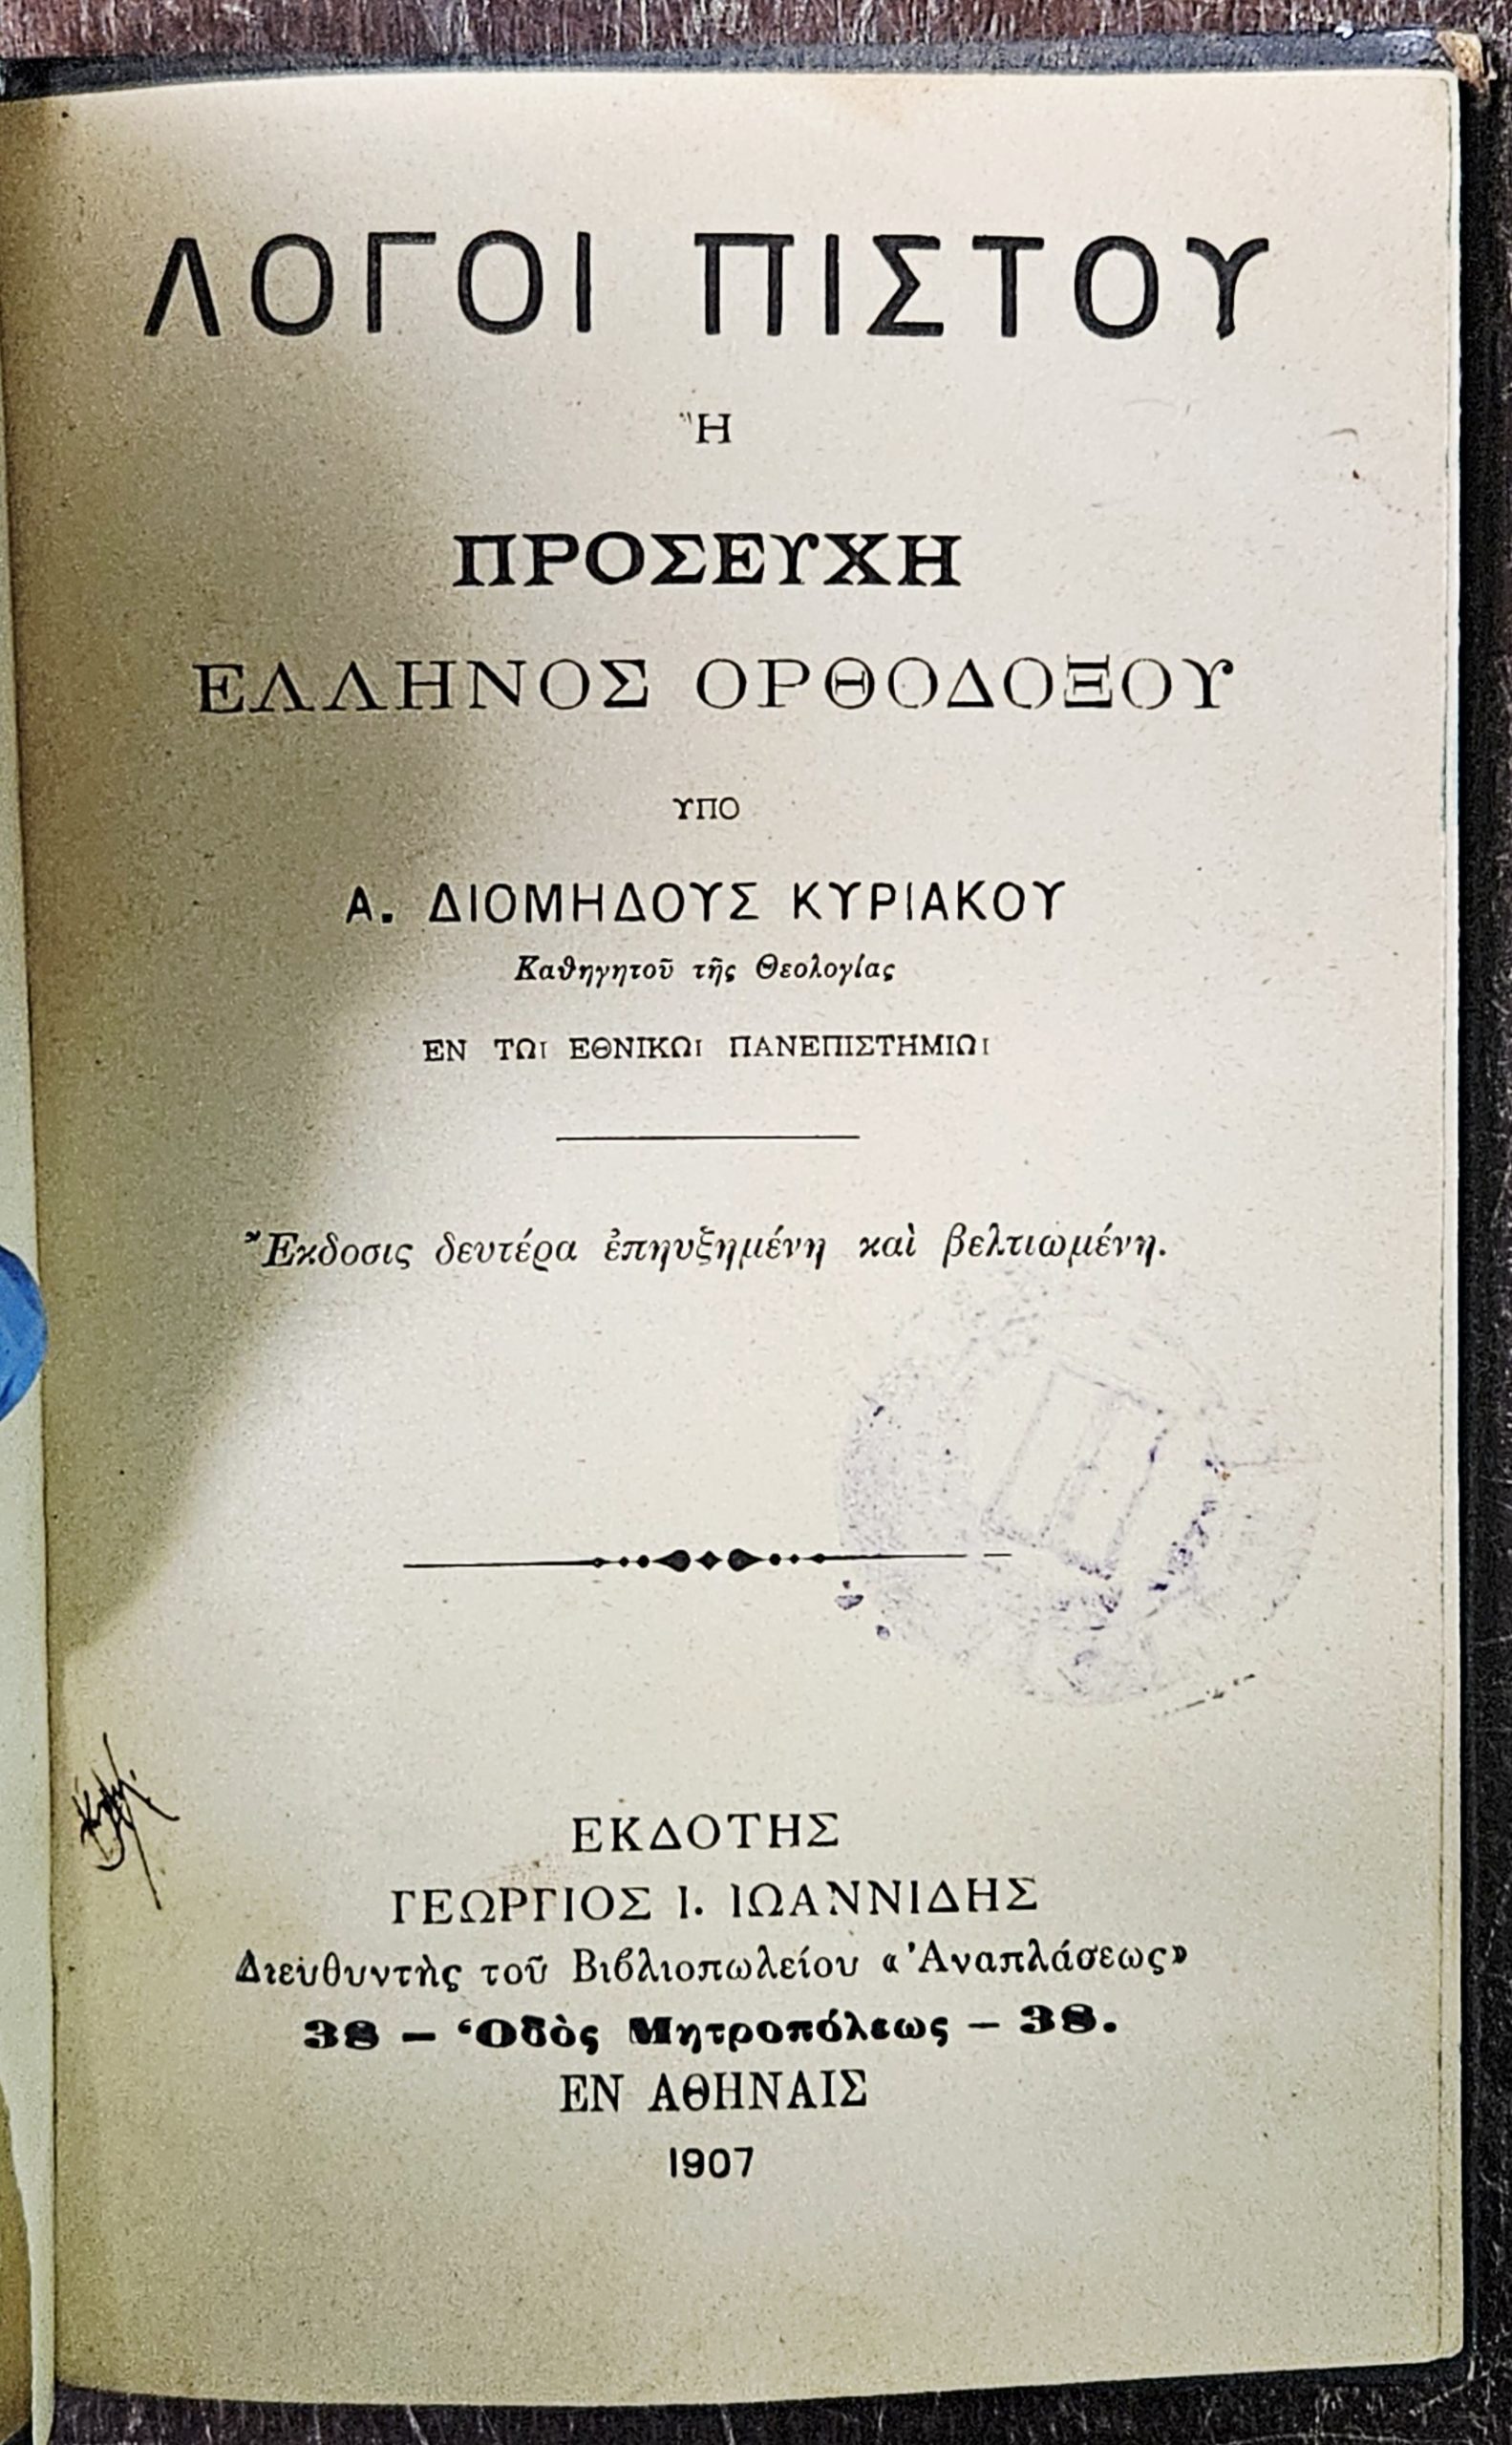 ΛΟΓΟΙ ΠΙΣΤΟΥ
Ἢ
ΠΡΟΣΕΥΧΗ
ΕΛΛΗΝΟΣ ΟΡΘΟΔΟΞΟΥ
ΥΠΟ
Α. ΔΙΟΜΗΔΟΥΣ ΚΥΡΙΑΚΟΥ
Καθηγητοῦ τῆς Θεολογίας
ΕΝ ΤΩι ΕΘΝΙΚΩι ΠΑΝΕΠΙΣΤΗΜΙΩι
Ἔκδοσις δευτέρα ἐπηυξημένη καὶ βελτιωμένη.
ΕΚΔΟΤΗΣ
ΓΕΩΡΓΙΟΣ Ι. ΙΩΑΝΝΙΔΗΣ
Διευθυντὴς τοῦ Βιβλιοπωλείου «Ἀναπλάσεως»
38 — Ὁδὸς Μητροπόλεως — 38.
ΕΝ ΑΘΗΝΑΙΣ
1907